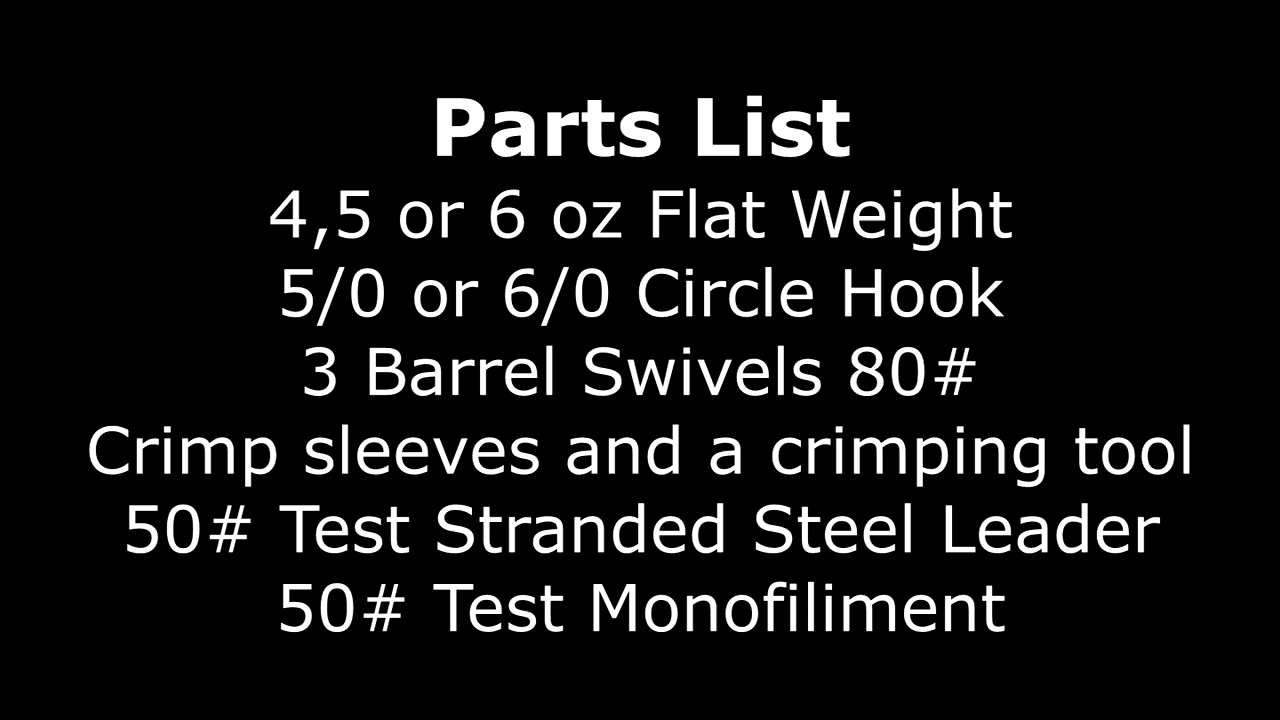 Parts List
4,5 or 6 oz Flat Weight
5/0 or 6/0 Circle Hook
3 Barrel Swivels 80#
Crimp sleeves and a crimping tool
50# Test Stranded Steel Leader
50# Test Monofiliment